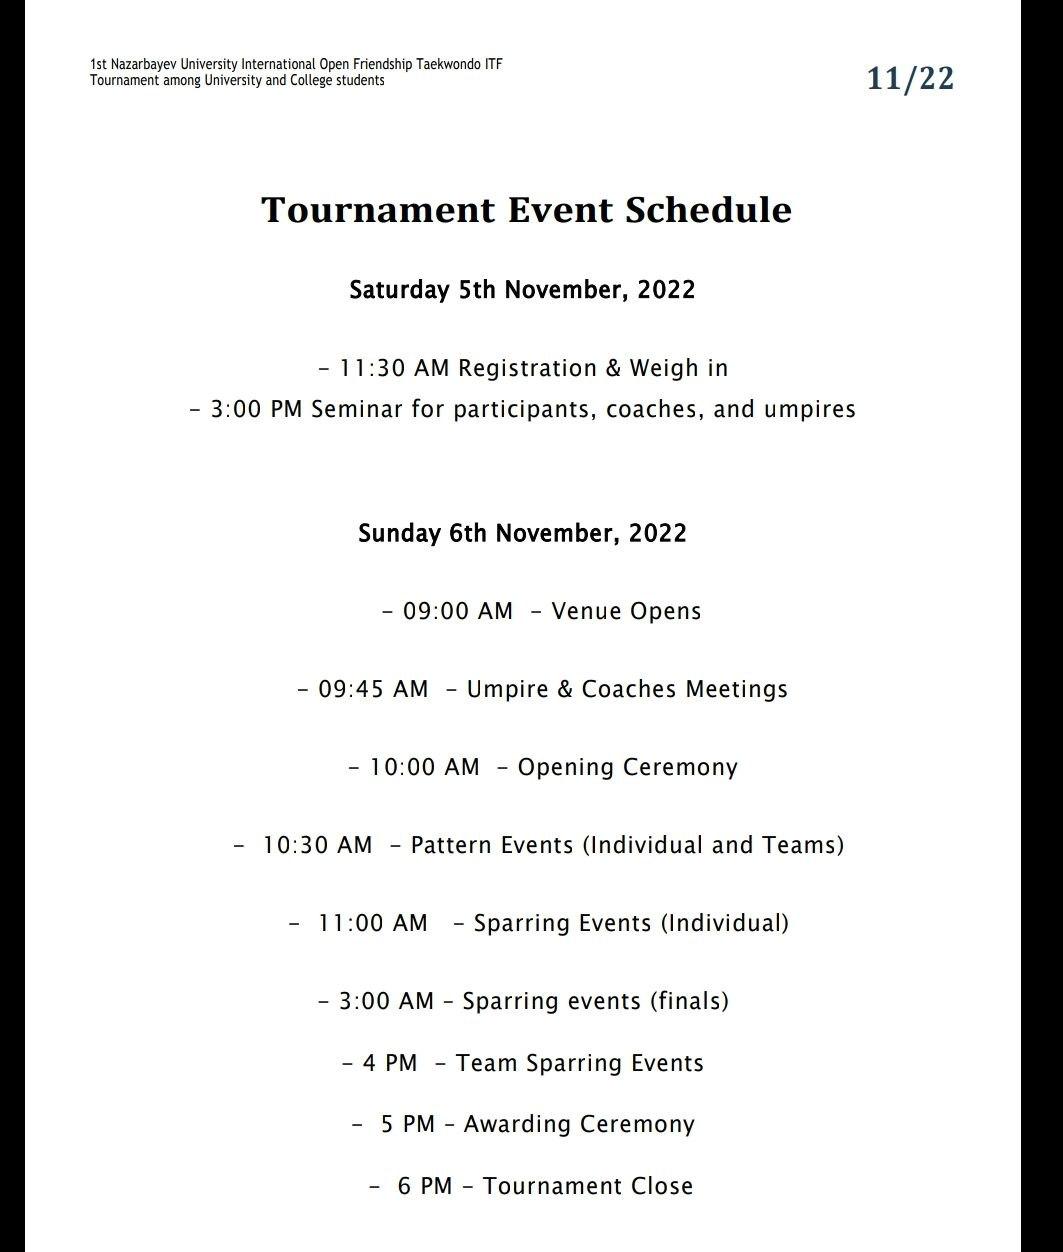 1st Nazarbayev University International Open Friendship Taekwondo ITF
Tournament among University and College students
11/22
Tournament Event Schedule
Saturday 5th November, 2022
– 11:30 AM Registration & Weigh in
– 3:00 PM Seminar for participants, coaches, and umpires
Sunday 6th November, 2022
– 09:00 AM – Venue Opens
– 09:45 AM – Umpire & Coaches Meetings
– 10:00 AM – Opening Ceremony
– 10:30 AM – Pattern Events (Individual and Teams)
– 11:00 AM – Sparring Events (Individual)
– 3:00 AM – Sparring events (finals)
– 4 PM – Team Sparring Events
– 5 PM – Awarding Ceremony
– 6 PM – Tournament Close